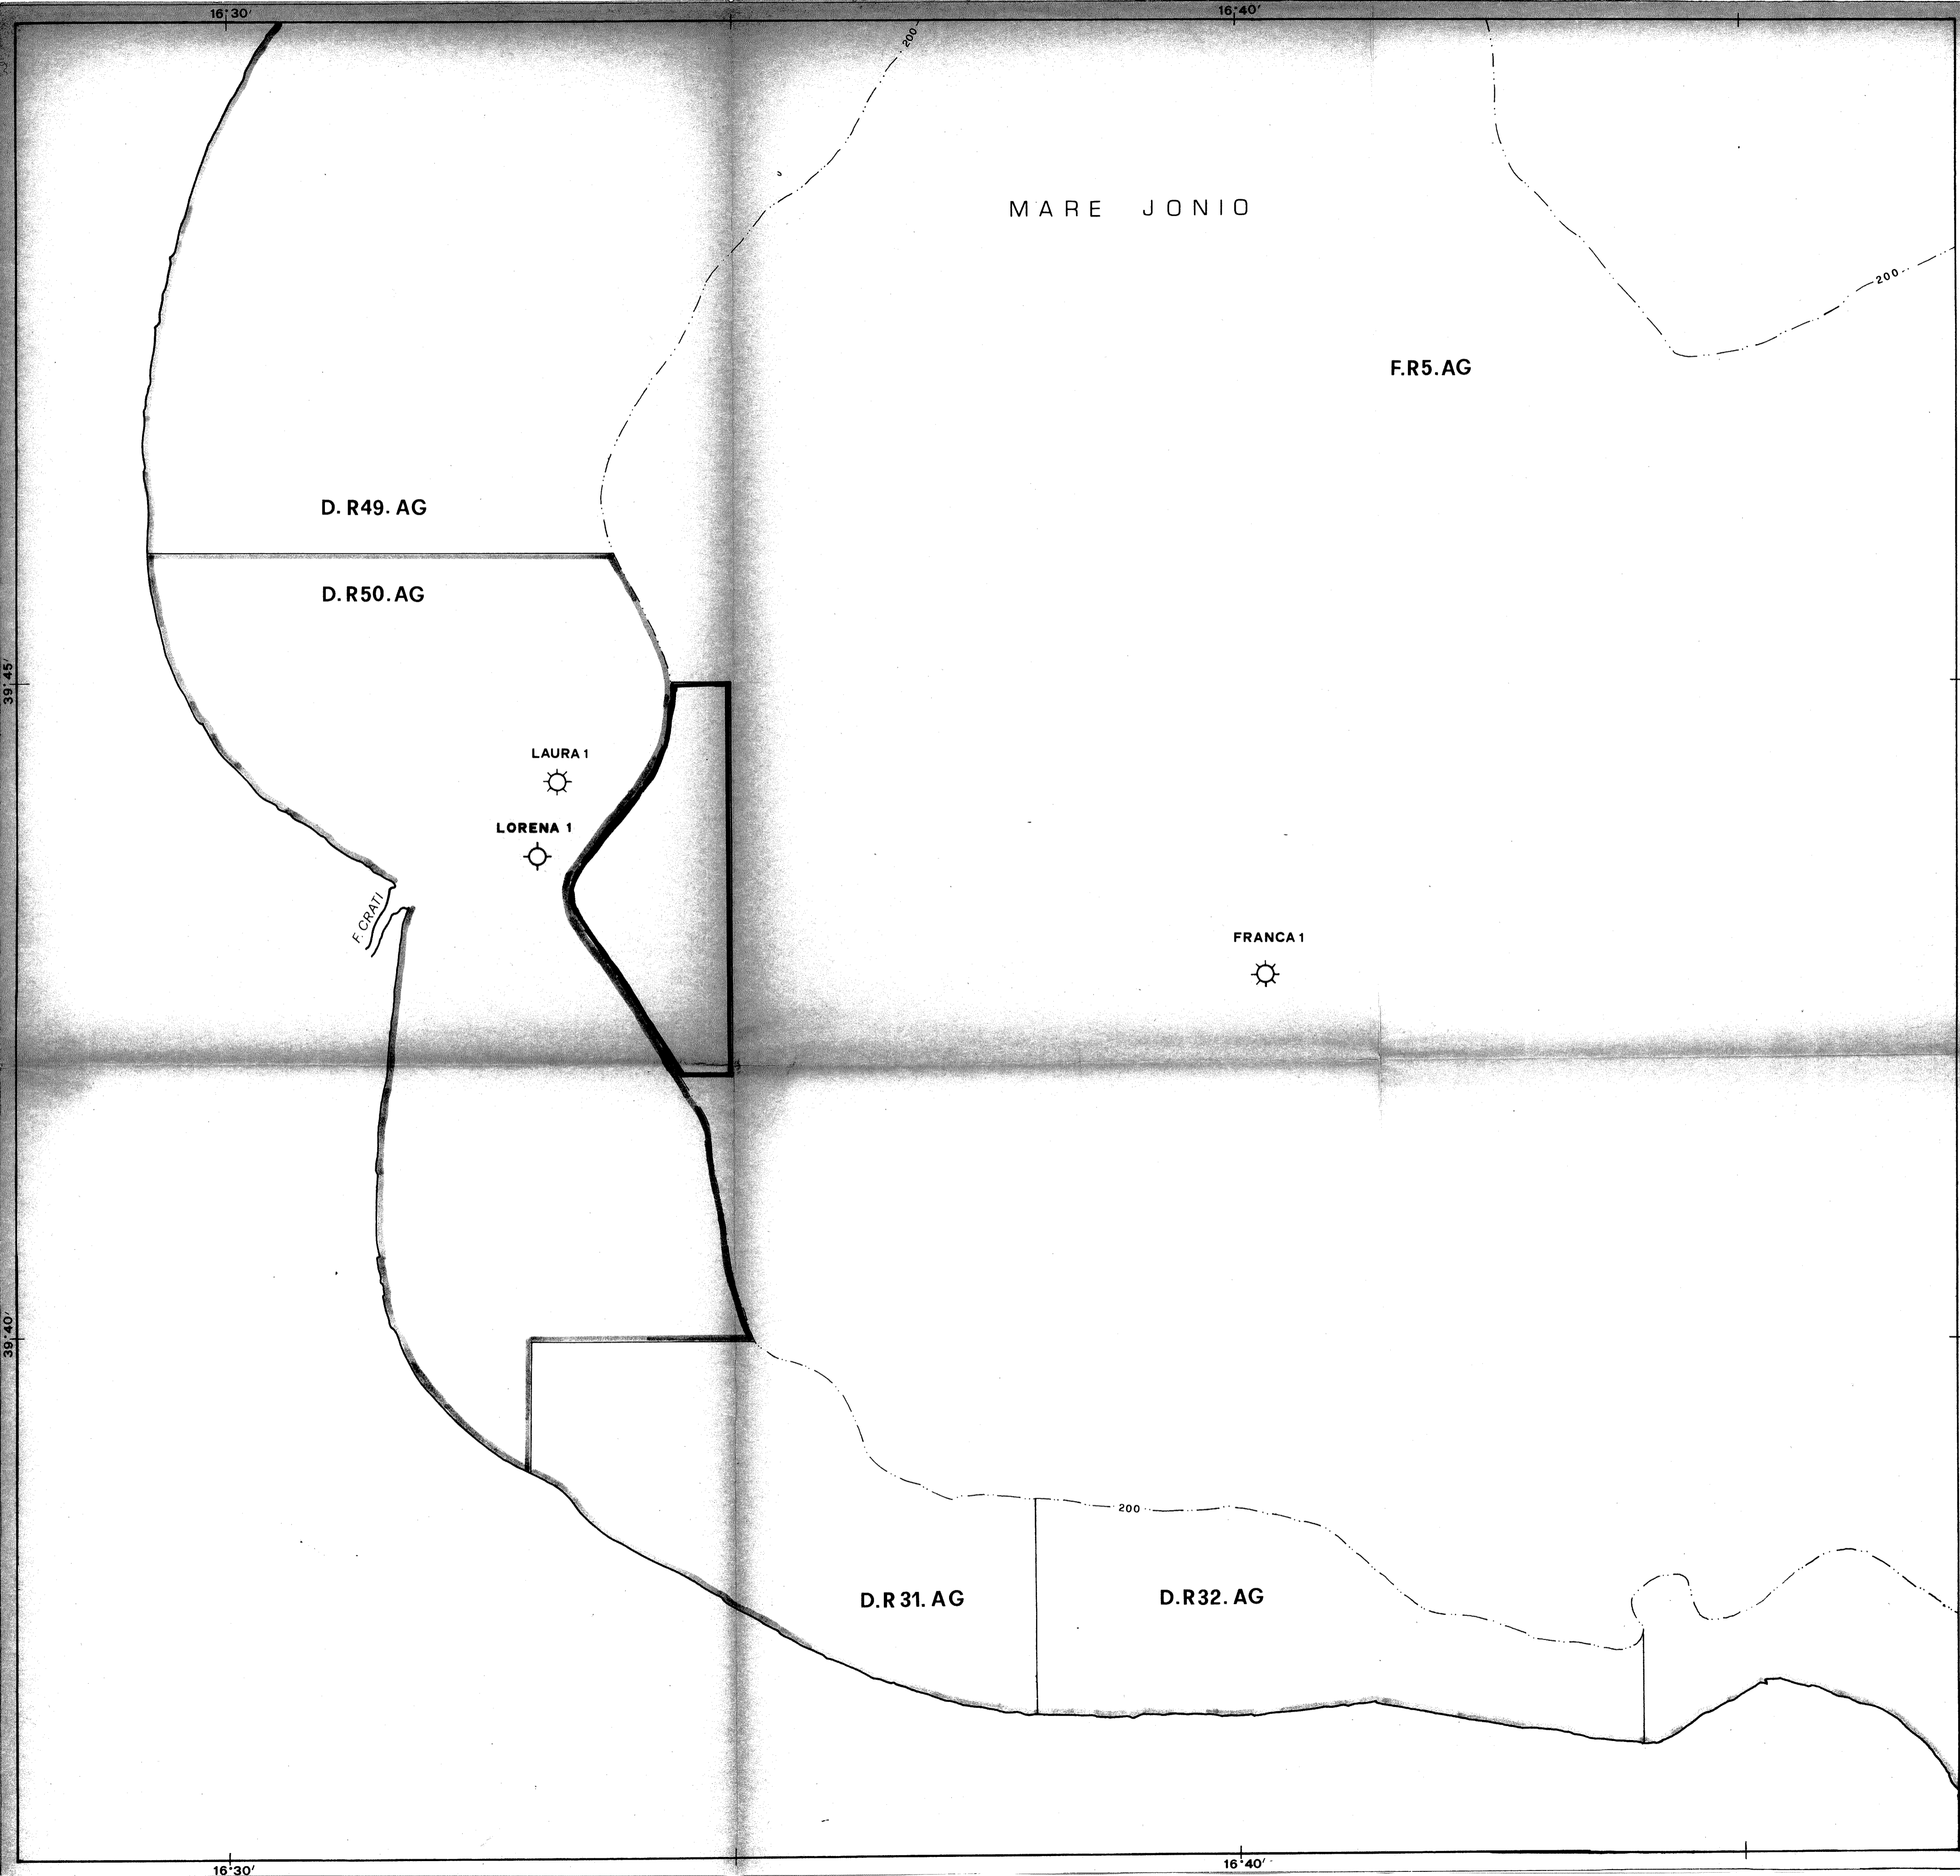 16°30'
16°40'
200
MARE JONIO
200
F.R5.AG
D.R49.AG
D.R50.AG
39°45'
LAURA 1
LORENA 1
F. CRATI
FRANCA 1
39°40'
200
D.R31.AG
D.R32.AG
16°30'
16°40'